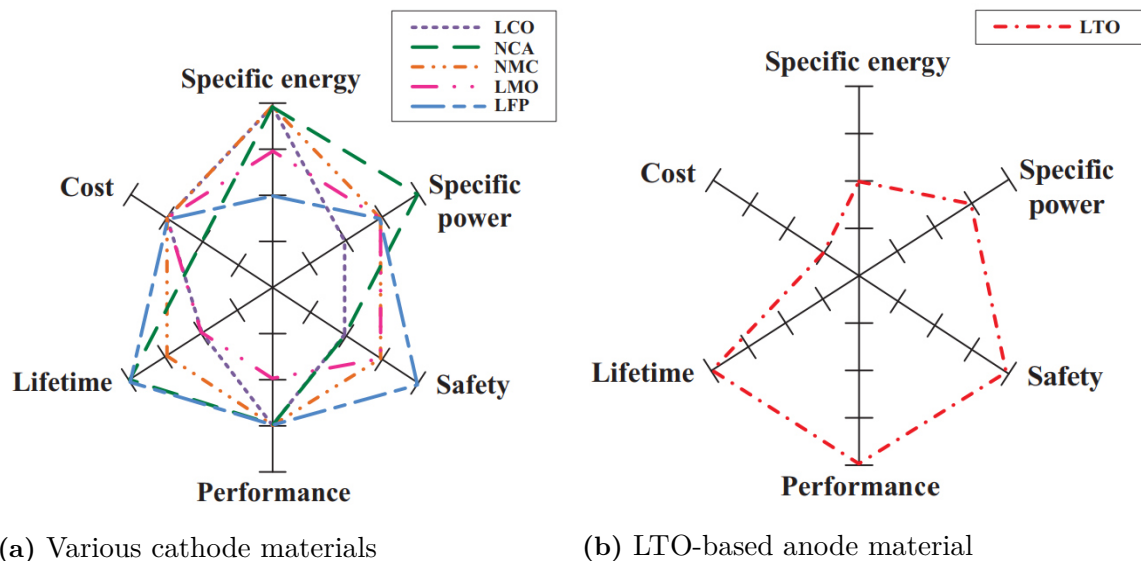 LCO
NCA
NMC
LMO
LFP
Specific energy
Cost
Specific
power
Lifetime
Safety
Performance
(a) Various cathode materials
LTO
Specific energy
Cost
Specific
power
Lifetime
Safety
Performance
(b) LTO-based anode material